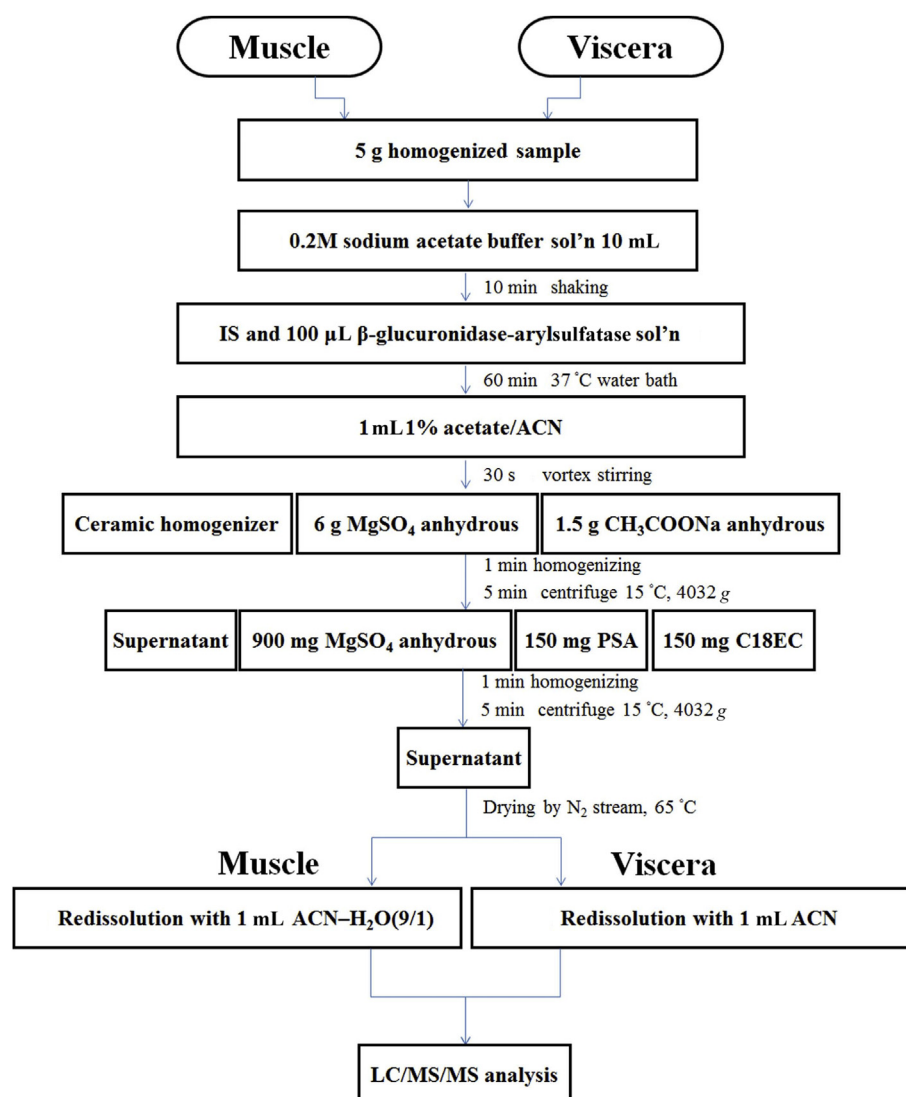 Muscle
Viscera
5 g homogenized sample
0.2M sodium acetate buffer sol'n 10 mL
10 min shaking
IS and 100 µL β-glucuronidase-arylsulfatase sol'n
60 min 37 °C water bath
1 mL 1% acetate/ACN
30 s vortex stirring
Ceramic homogenizer
6 g MgSO₄ anhydrous
1.5 g CH₃COONa anhydrous
1 min homogenizing
5 min centrifuge 15 °C, 4032 g
Supernatant
900 mg MgSO₄ anhydrous
150 mg PSA
150 mg C18EC
1 min homogenizing
5 min centrifuge 15 °C, 4032 g
Supernatant
Drying by N₂ stream, 65 °C
Muscle
Viscera
Redissolution with 1 mL ACN–H₂O(9/1)
Redissolution with 1 mL ACN
LC/MS/MS analysis